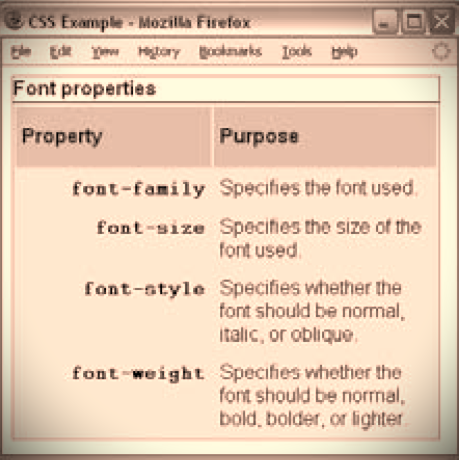 CSS Example - Mozilla Firefox
File Edit View History Bookmarks Tools Help
Font properties
Property Purpose
font-family Specifies the font used.
font-size Specifies the size of the
font used.
font-style Specifies whether the
font should be normal,
italic, or oblique.
font-weight Specifies whether the
font should be normal,
bold, bolder, or lighter.